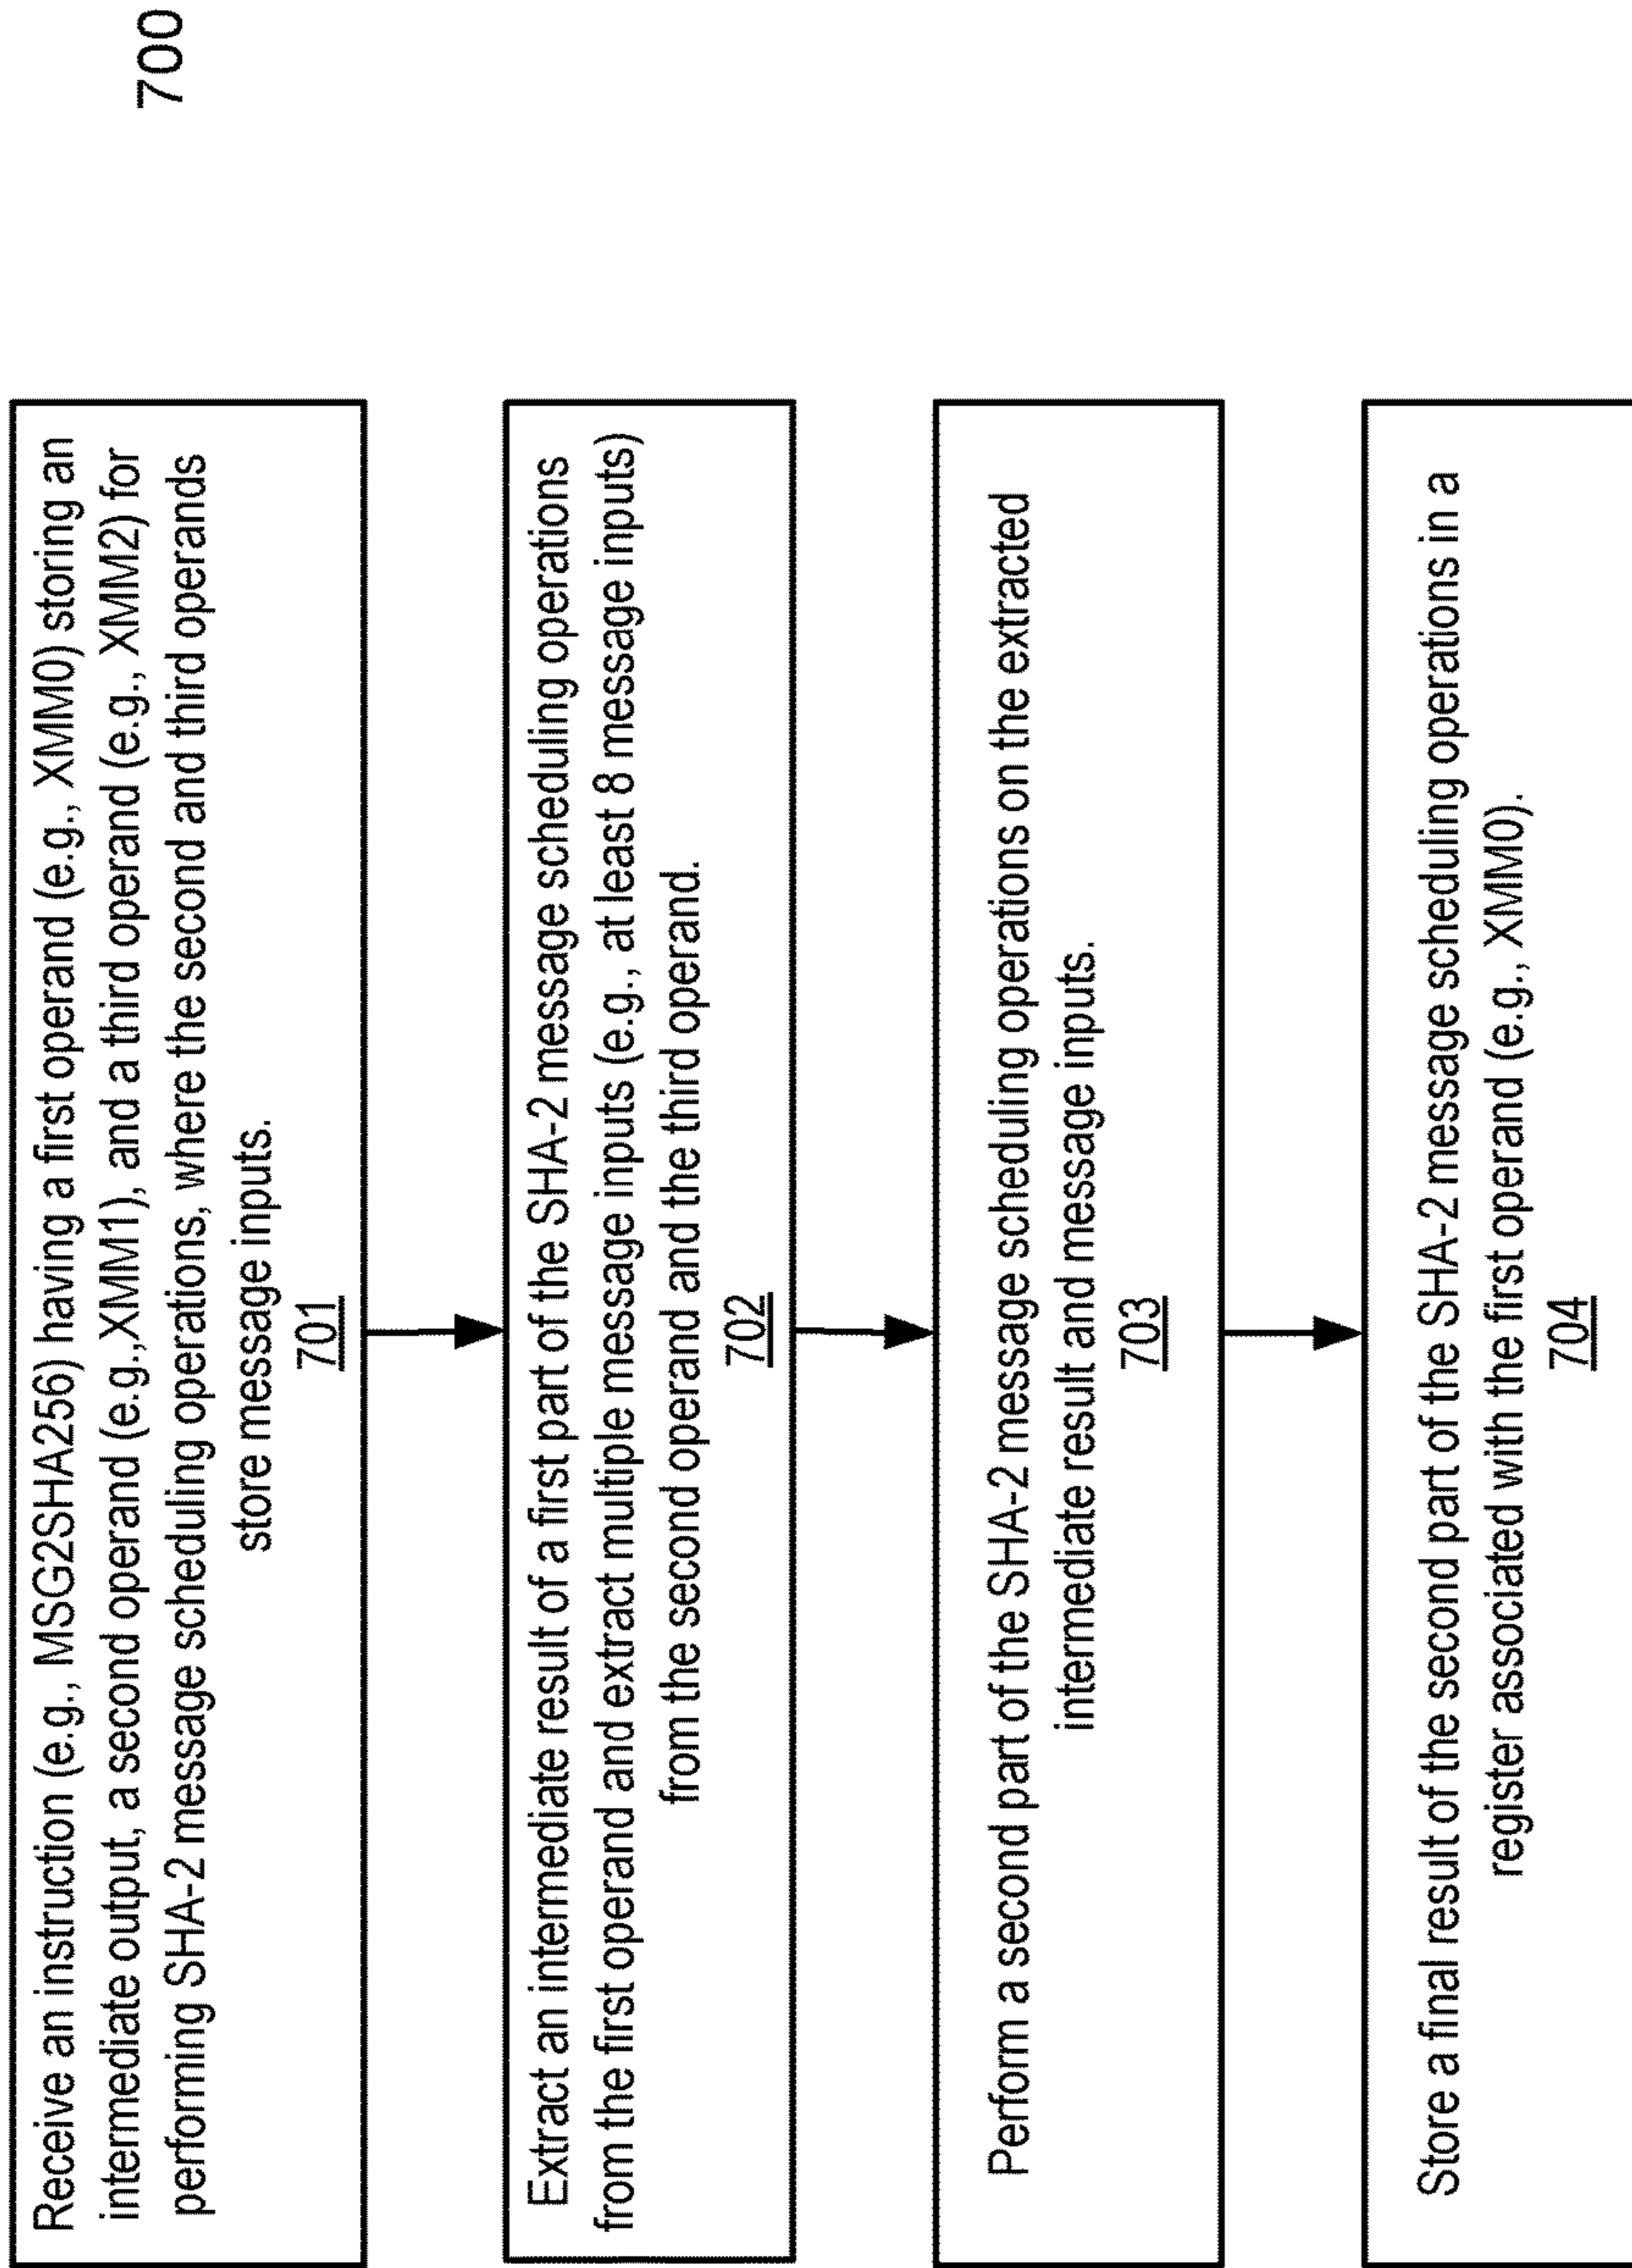 700
Receive an instruction (e.g., MSG2SHA256) having a first operand (e.g., XMM0) storing an
intermediate output, a second operand (e.g.,XMM1), and a third operand (e.g., XMM2) for
performing SHA-2 message scheduling operations, where the second and third operands
store message inputs.
701
Extract an intermediate result of a first part of the SHA-2 message scheduling operations
from the first operand and extract multiple message inputs (e.g., at least 8 message inputs)
from the second operand and the third operand.
702
Perform a second part of the SHA-2 message scheduling operations on the extracted
intermediate result and message inputs.
703
Store a final result of the second part of the SHA-2 message scheduling operations in a
register associated with the first operand (e.g., XMM0).
704